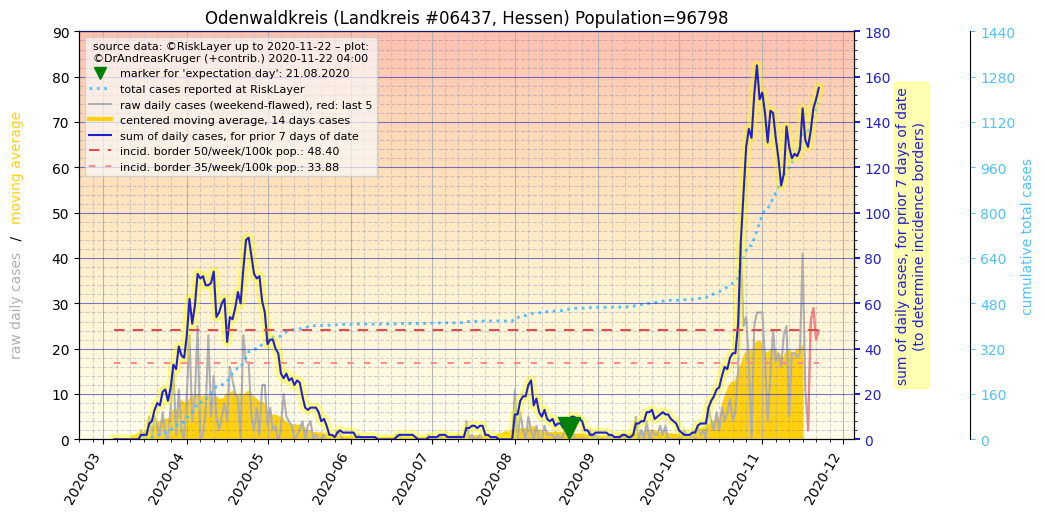 Odenwaldkreis (Landkreis #06437, Hessen) Population=96798
source data: ©RiskLayer up to 2020-11-22 – plot:
©DrAndreasKruger (+contrib.) 2020-11-22 04:00
marker for 'expectation day': 21.08.2020
total cases reported at RiskLayer
raw daily cases (weekend-flawed), red: last 5
centered moving average, 14 days cases
sum of daily cases, for prior 7 days of date
incid. border 50/week/100k pop.: 48.40
incid. border 35/week/100k pop.: 33.88
raw daily cases / moving average
90
80
70
60
50
40
30
20
10
0
2020-03
2020-04
2020-05
2020-06
2020-07
2020-08
2020-09
2020-10
2020-11
2020-12
180
160
140
120
100
80
60
40
20
0
sum of daily cases, for prior 7 days of date
(to determine incidence borders)
1440
1280
1120
960
800
640
480
320
160
0
cumulative total cases